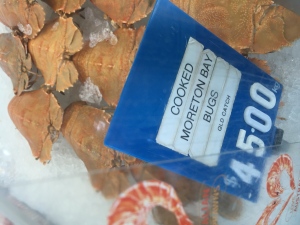 COOKED
MORETON BAY
BUGS
QLD CATCH
$45.00